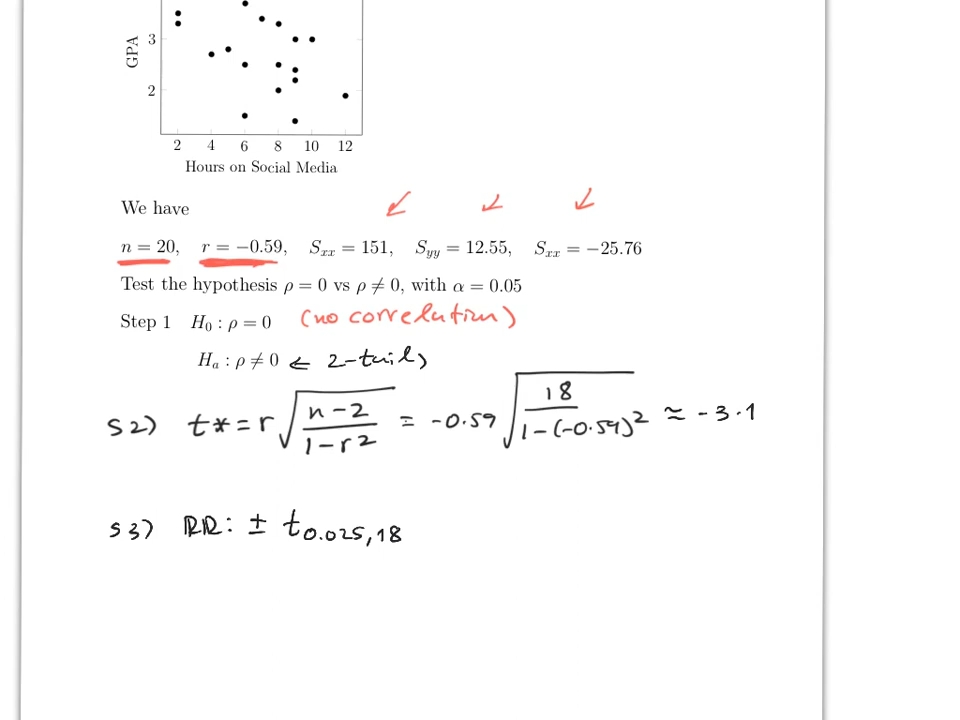 3
GPA
2
2 4 6 8 10 12
Hours on Social Media
We have
n = 20, r = −0.59, Sxx = 151, Syy = 12.55, Sxx = −25.76
Test the hypothesis ρ = 0 vs ρ ≠ 0, with α = 0.05
Step 1 H₀ : ρ = 0 (no correlation)
Hₐ : ρ ≠ 0 ← 2-tails
S2) t* = r√((n-2)/(1-r²)) = -0.59√(18/(1-(-0.59)²)) ≈ -3.1
S3) RR: ± t0.025,18